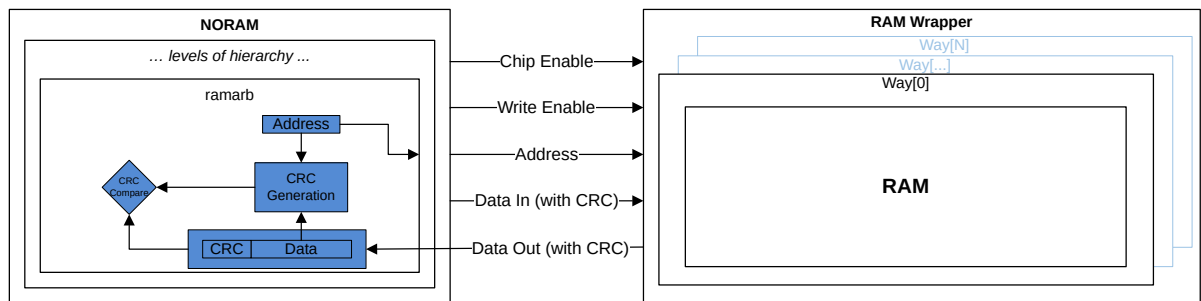 NORAM
… levels of hierarchy ...
ramarb
Address
CRC
Generation
CRC
Compare
CRC
Data
Chip Enable
Write Enable
Address
Data In (with CRC)
Data Out (with CRC)
RAM Wrapper
Way[N]
Way[...]
Way[0]
RAM